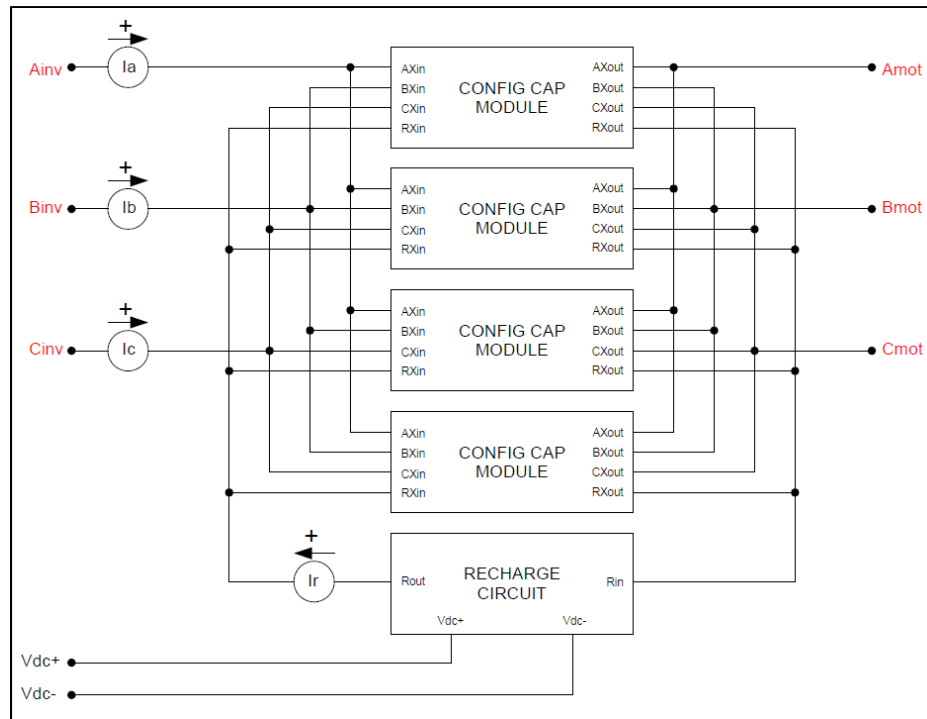 +
Ainv
Ia
AXin
BXin
CXin
RXin
CONFIG CAP
MODULE
AXout
BXout
CXout
RXout
Amot
+
Binv
Ib
AXin
BXin
CXin
RXin
CONFIG CAP
MODULE
AXout
BXout
CXout
RXout
Bmot
+
Cinv
Ic
AXin
BXin
CXin
RXin
CONFIG CAP
MODULE
AXout
BXout
CXout
RXout
Cmot
AXin
BXin
CXin
RXin
CONFIG CAP
MODULE
AXout
BXout
CXout
RXout
+
Ir
Rout
RECHARGE
CIRCUIT
Rin
Vdc+
Vdc-
Vdc+
Vdc-